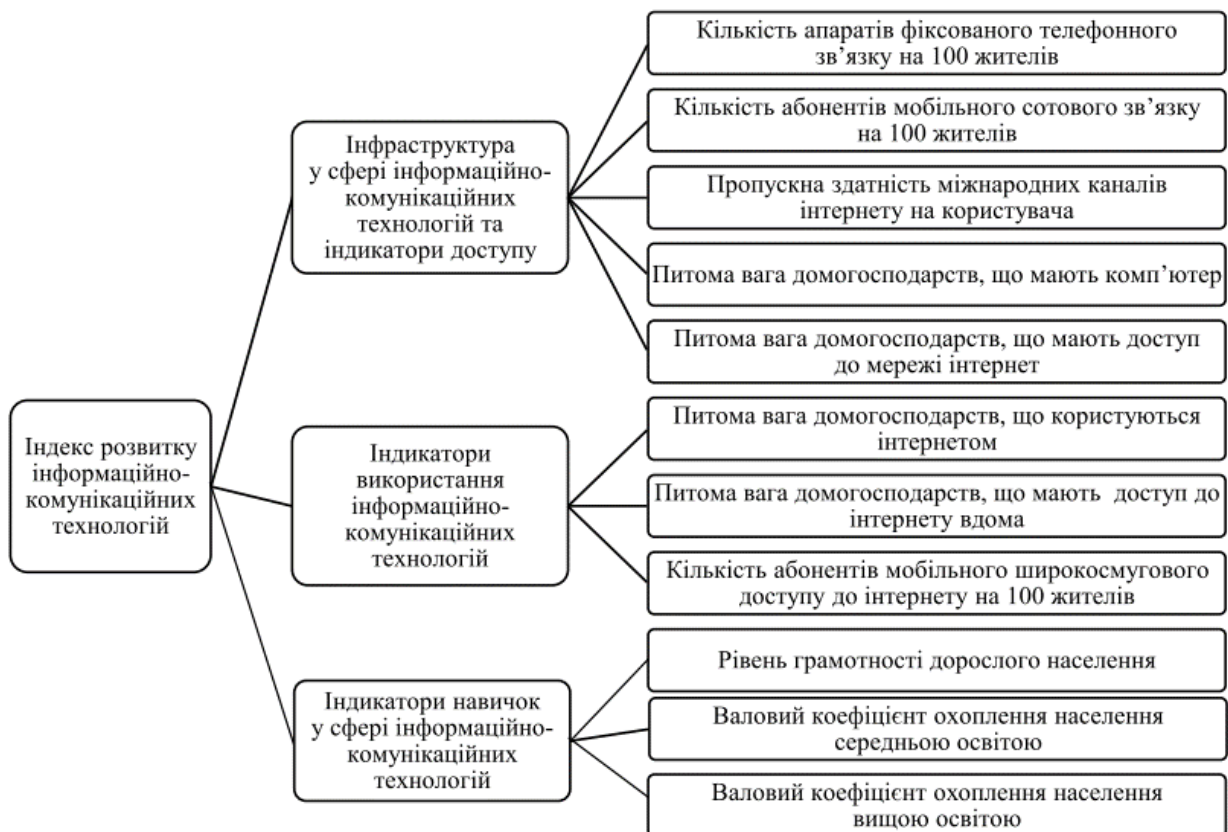 Індекс розвитку
інформаційно-
комунікаційних
технологій
Інфраструктура
у сфері інформаційно-
комунікаційних
технологій та
індикатори доступу
Кількість апаратів фіксованого телефонного
зв’язку на 100 жителів
Кількість абонентів мобільного сотового зв’язку
на 100 жителів
Пропускна здатність міжнародних каналів
інтернету на користувача
Питома вага домогосподарств, що мають комп’ютер
Питома вага домогосподарств, що мають доступ
до мережі інтернет
Індикатори
використання
інформаційно-
комунікаційних
технологій
Питома вага домогосподарств, що користуються
інтернетом
Питома вага домогосподарств, що мають доступ до
інтернету вдома
Кількість абонентів мобільного широкосмугового
доступу до інтернету на 100 жителів
Індикатори навичок
у сфері інформаційно-
комунікаційних
технологій
Рівень грамотності дорослого населення
Валовий коефіцієнт охоплення населення
середньою освітою
Валовий коефіцієнт охоплення населення
вищою освітою